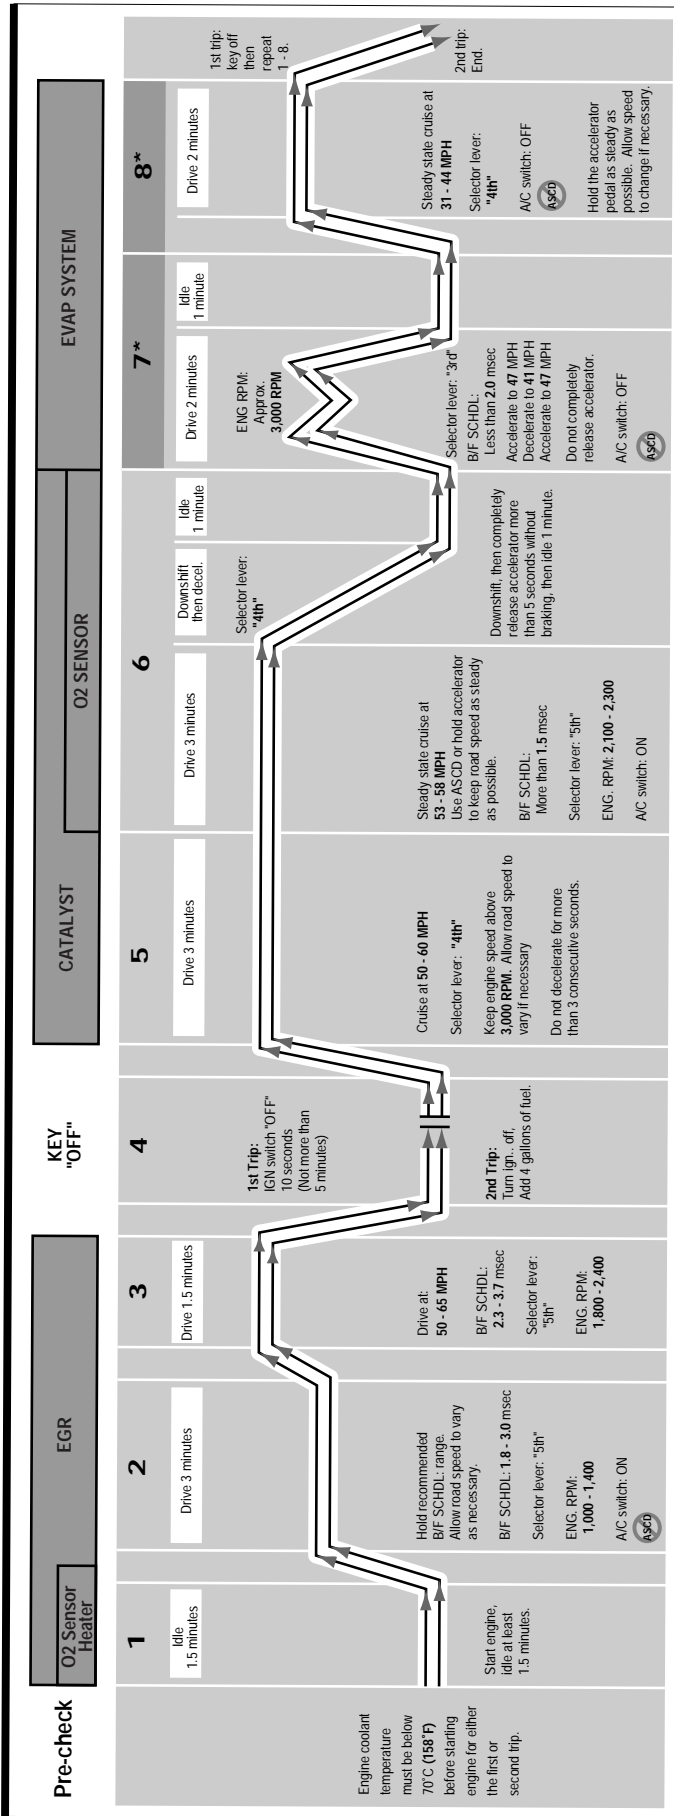 Pre-check
O2 Sensor
Heater
EGR
KEY
"OFF"
CATALYST
O2 SENSOR
EVAP SYSTEM
Engine coolant
temperature
must be below
70˚C (158˚F)
before starting
engine for either
the first or
second trip.
1
Idle
1.5 minutes
Start engine,
idle at least
1.5 minutes.
2
Drive 3 minutes
Hold recommended
B/F SCHDL: range.
Allow road speed to vary
as necessary.
B/F SCHDL: 1.8 - 3.0 msec
Selector lever: "5th"
ENG. RPM:
1,000 - 1,400
A/C switch: ON
ASCD
3
Drive 1.5 minutes
Drive at:
50 - 65 MPH
B/F SCHDL:
2.3 - 3.7 msec
Selector lever:
"5th"
ENG. RPM:
1,800 - 2,400
4
1st Trip:
IGN switch "OFF"
10 seconds
(Not more than
5 minutes)
2nd Trip:
Turn ign.. off,
Add 4 gallons of fuel.
5
Drive 3 minutes
Cruise at 50 - 60 MPH
Selector lever: "4th"
Keep engine speed above
3,000 RPM. Allow road speed to
vary if necessary
Do not decelerate for more
than 3 consecutive seconds.
6
Drive 3 minutes
Steady state cruise at
53 - 58 MPH
Use ASCD or hold accelerator
to keep road speed as steady
as possible.
B/F SCHDL:
More than 1.5 msec
Selector lever: "5th"
ENG. RPM: 2,100 - 2,300
A/C switch: ON
Downshift
then decel.
Selector lever:
"4th"
Idle
1 minute
Downshift, then completely
release accelerator more
than 5 seconds without
braking, then idle 1 minute.
7*
Drive 2 minutes
ENG RPM:
Approx.
3,000 RPM
Selector lever: "3rd"
B/F SCHDL:
Less than 2.0 msec
Accelerate to 47 MPH
Decelerate to 41 MPH
Accelerate to 47 MPH
Do not completely
release accelerator.
A/C switch: OFF
ASCD
Idle
1 minute
8*
Drive 2 minutes
Steady state cruise at
31 - 44 MPH
Selector lever:
"4th"
A/C switch: OFF
ASCD
Hold the accelerator
pedal as steady as
possible. Allow speed
to change if necessary.
1st trip:
key off
then
repeat
1 - 8.
2nd trip:
End.